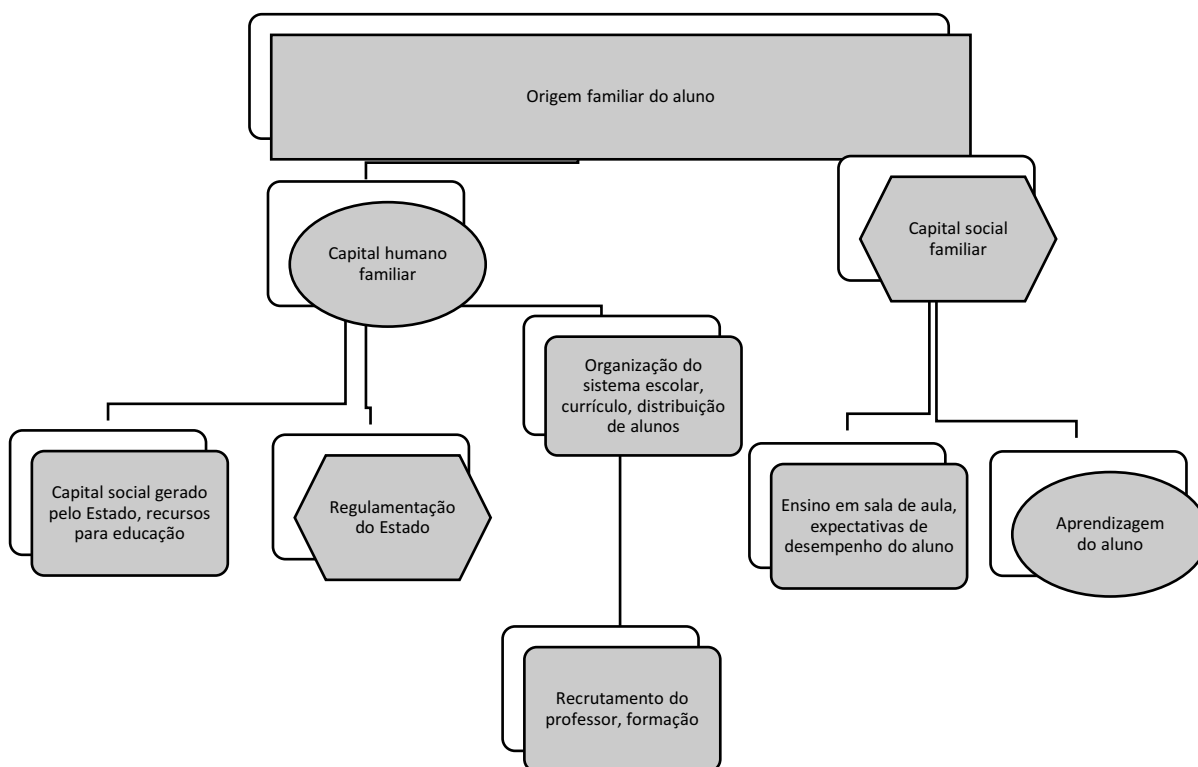 Origem familiar do aluno
Capital humano
familiar
Capital social
familiar
Organização do
sistema escolar,
currículo, distribuição
de alunos
Capital social gerado
pelo Estado, recursos
para educação
Regulamentação
do Estado
Ensino em sala de aula,
expectativas de
desempenho do aluno
Aprendizagem
do aluno
Recrutamento do
professor, formação